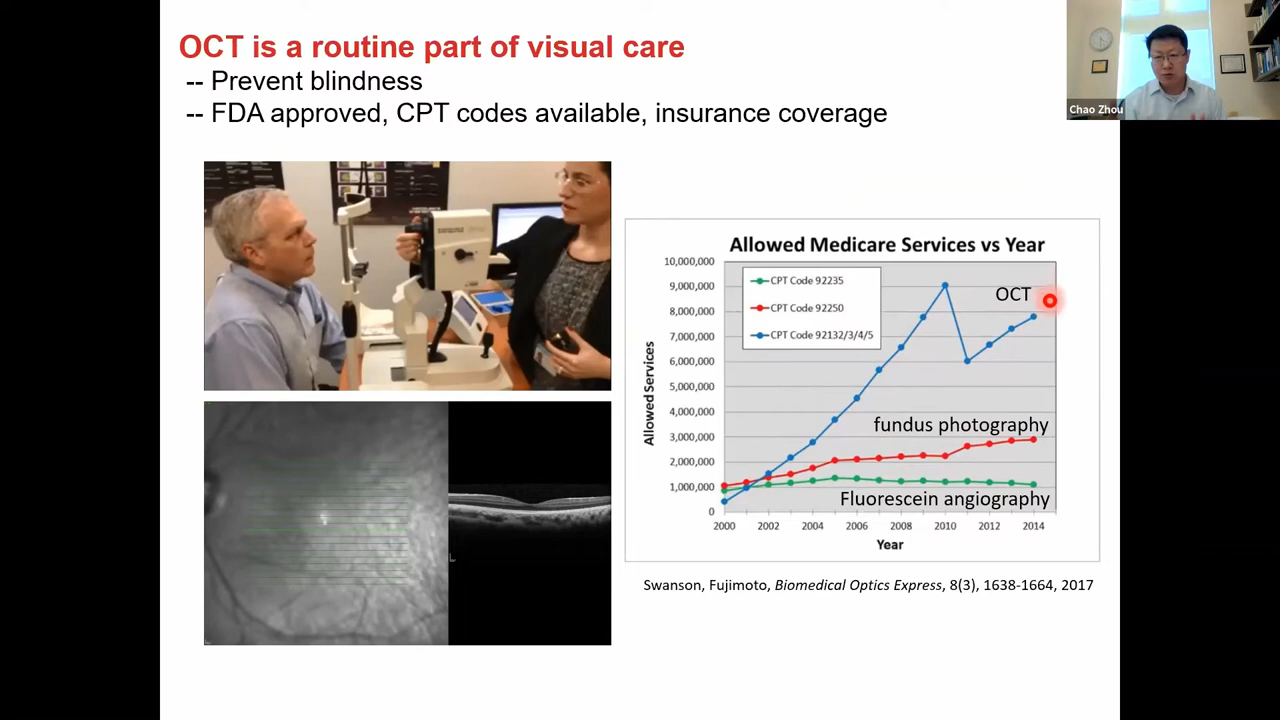 OCT is a routine part of visual care
-- Prevent blindness
-- FDA approved, CPT codes available, insurance coverage
Chao Zhou
Allowed Medicare Services vs Year
10,000,000
9,000,000
8,000,000
7,000,000
6,000,000
5,000,000
4,000,000
3,000,000
2,000,000
1,000,000
0
Allowed Services
CPT Code 92235
CPT Code 92250
CPT Code 92132/3/4/5
OCT
fundus photography
Fluorescein angiography
2000 2002 2004 2006 2008 2010 2012 2014
Year
Swanson, Fujimoto, Biomedical Optics Express, 8(3), 1638-1664, 2017